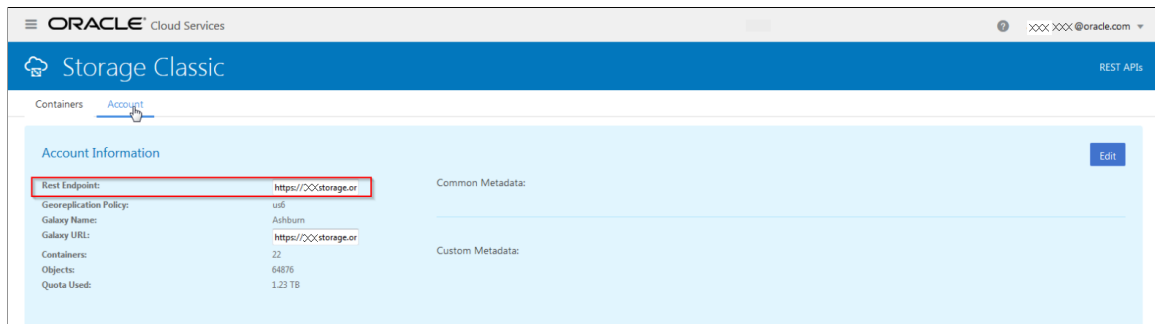 ORACLE® Cloud Services
XXX XXX @oracle.com
Storage Classic
REST APIs
Containers Account
Account Information
Edit
Rest Endpoint: https://XXstorage.or
Common Metadata:
Georeplication Policy: us6
Galaxy Name: Ashburn
Galaxy URL: https://XXstorage.or
Custom Metadata:
Containers: 22
Objects: 64876
Quota Used: 1.23 TB